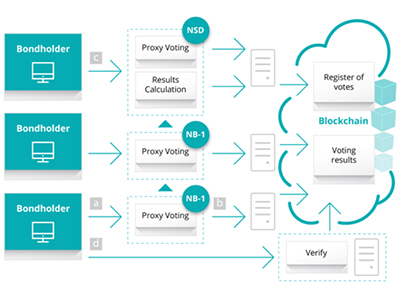 NSD
Bondholder
c
Proxy Voting
Results
Calculation
Register of
votes
Blockchain
Voting
results
NB-1
Bondholder
Proxy Voting
NB-1
Bondholder
a
Proxy Voting
b
d
Verify